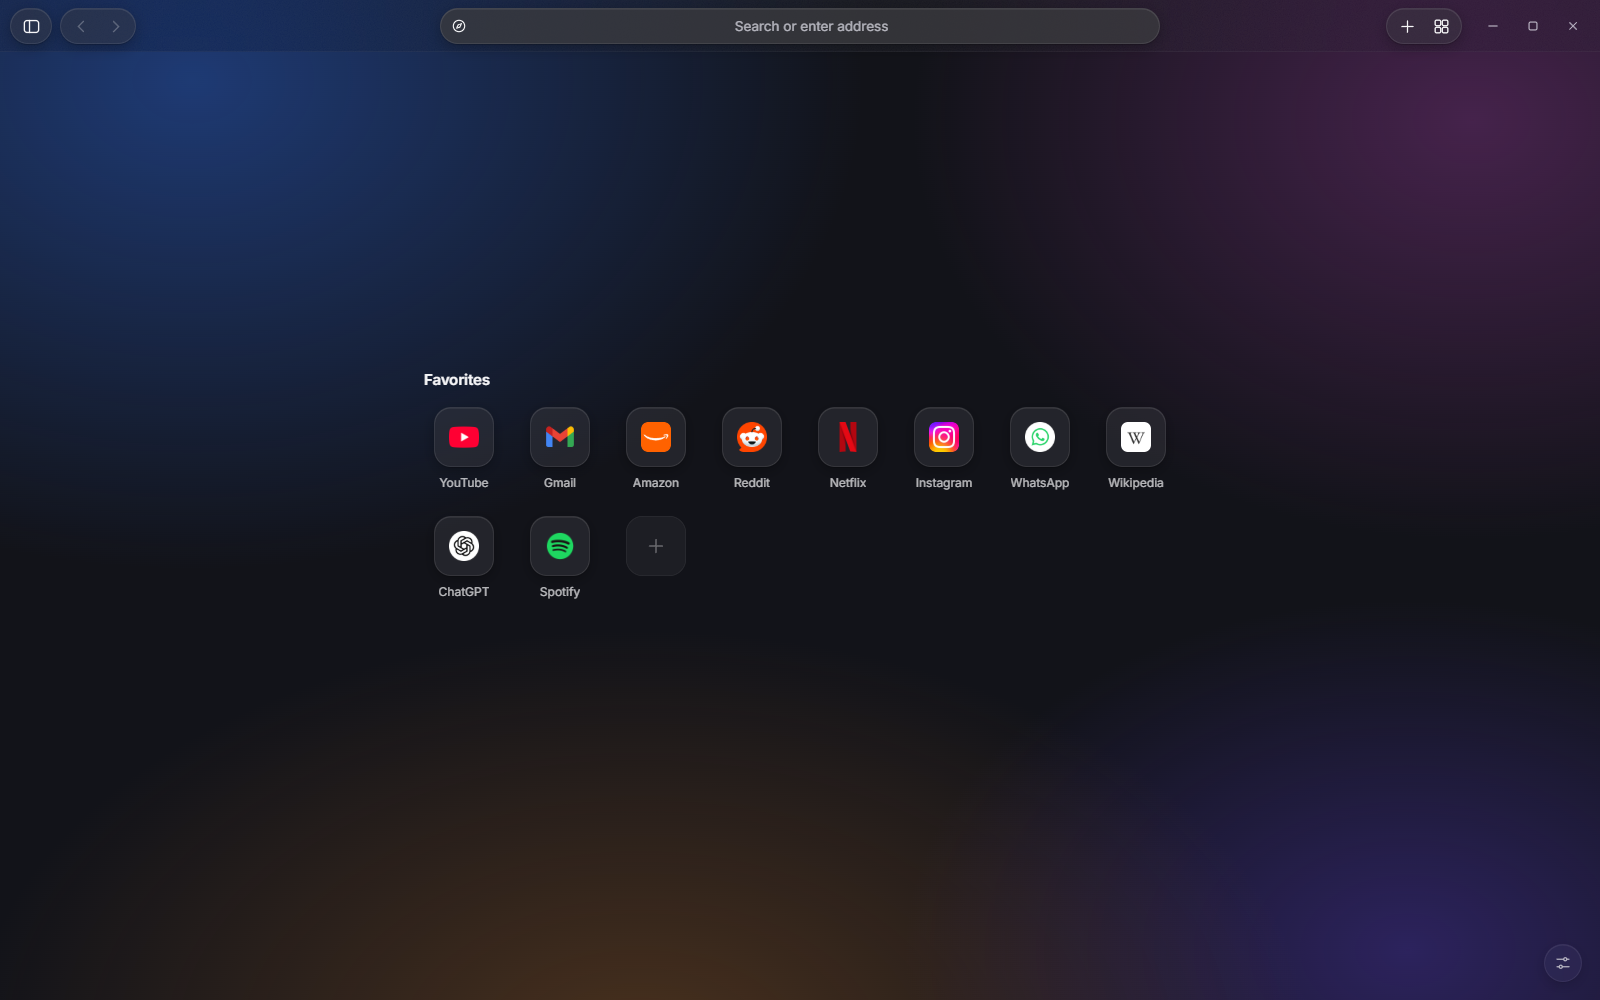 Search or enter address
Favorites
YouTube
Gmail
Amazon
Reddit
Netflix
Instagram
WhatsApp
W
Wikipedia
ChatGPT
Spotify